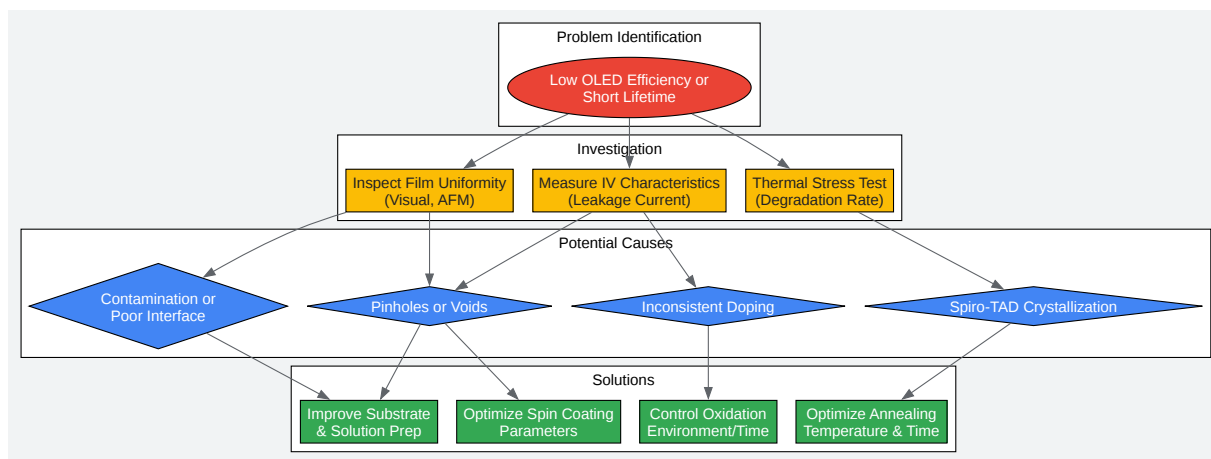 Problem Identification
Low OLED Efficiency or
Short Lifetime
Investigation
Inspect Film Uniformity
(Visual, AFM)
Measure IV Characteristics
(Leakage Current)
Thermal Stress Test
(Degradation Rate)
Potential Causes
Contamination or
Poor Interface
Pinholes or Voids
Inconsistent Doping
Spiro-TAD Crystallization
Solutions
Improve Substrate
& Solution Prep
Optimize Spin Coating
Parameters
Control Oxidation
Environment/Time
Optimize Annealing
Temperature & Time